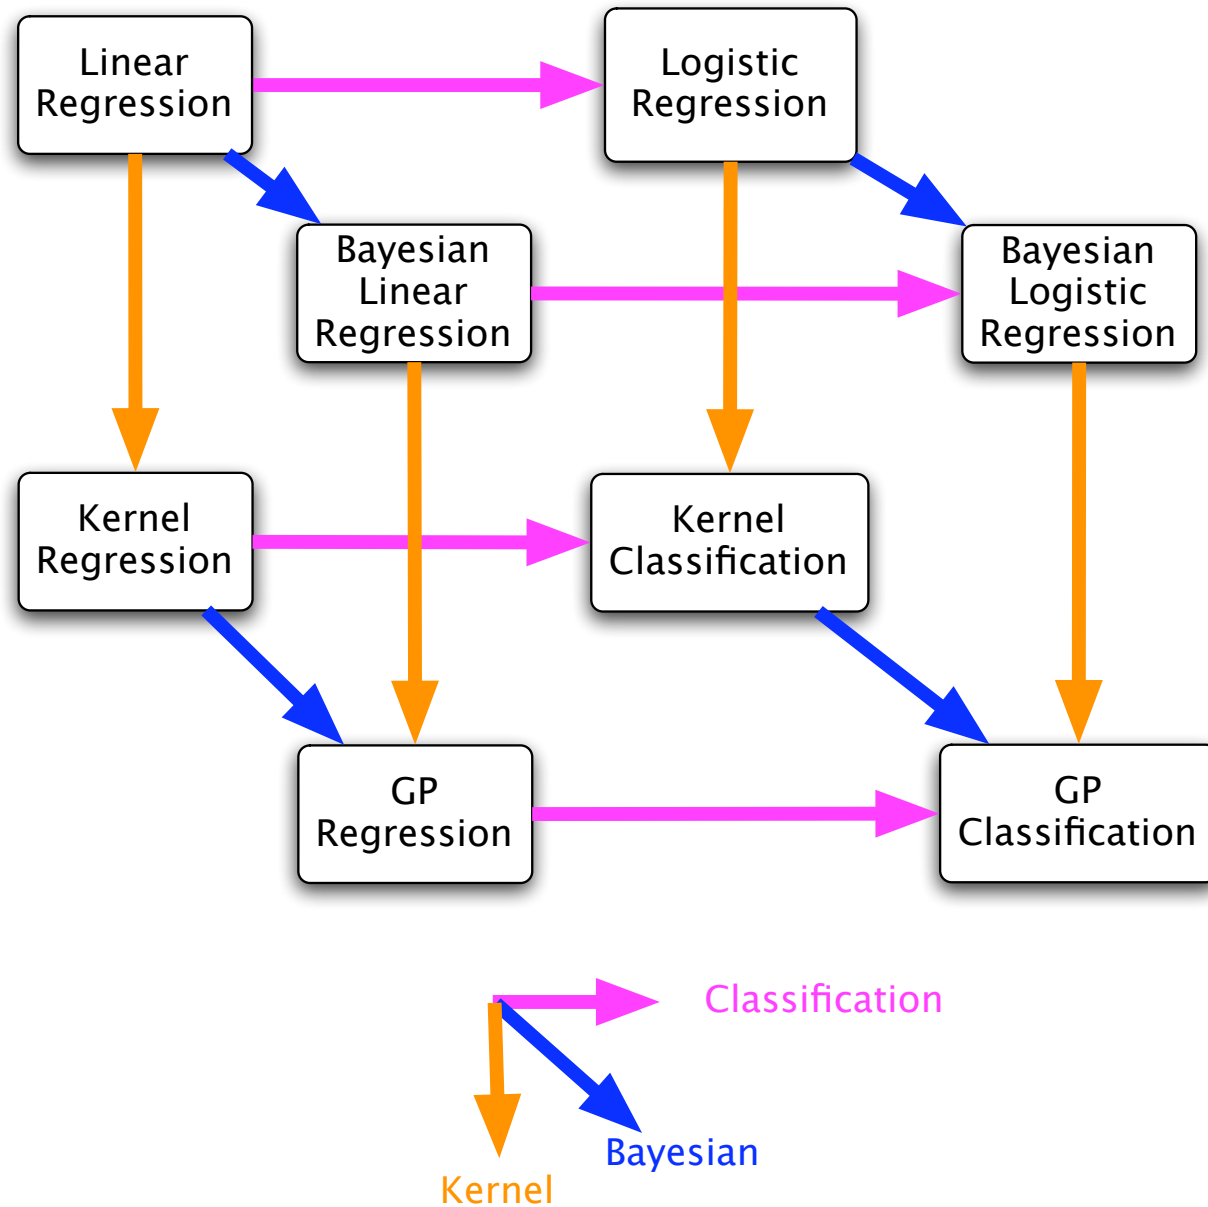 Linear
Regression
Logistic
Regression
Bayesian
Linear
Regression
Bayesian
Logistic
Regression
Kernel
Regression
Kernel
Classification
GP
Regression
GP
Classification
Classification
Bayesian
Kernel